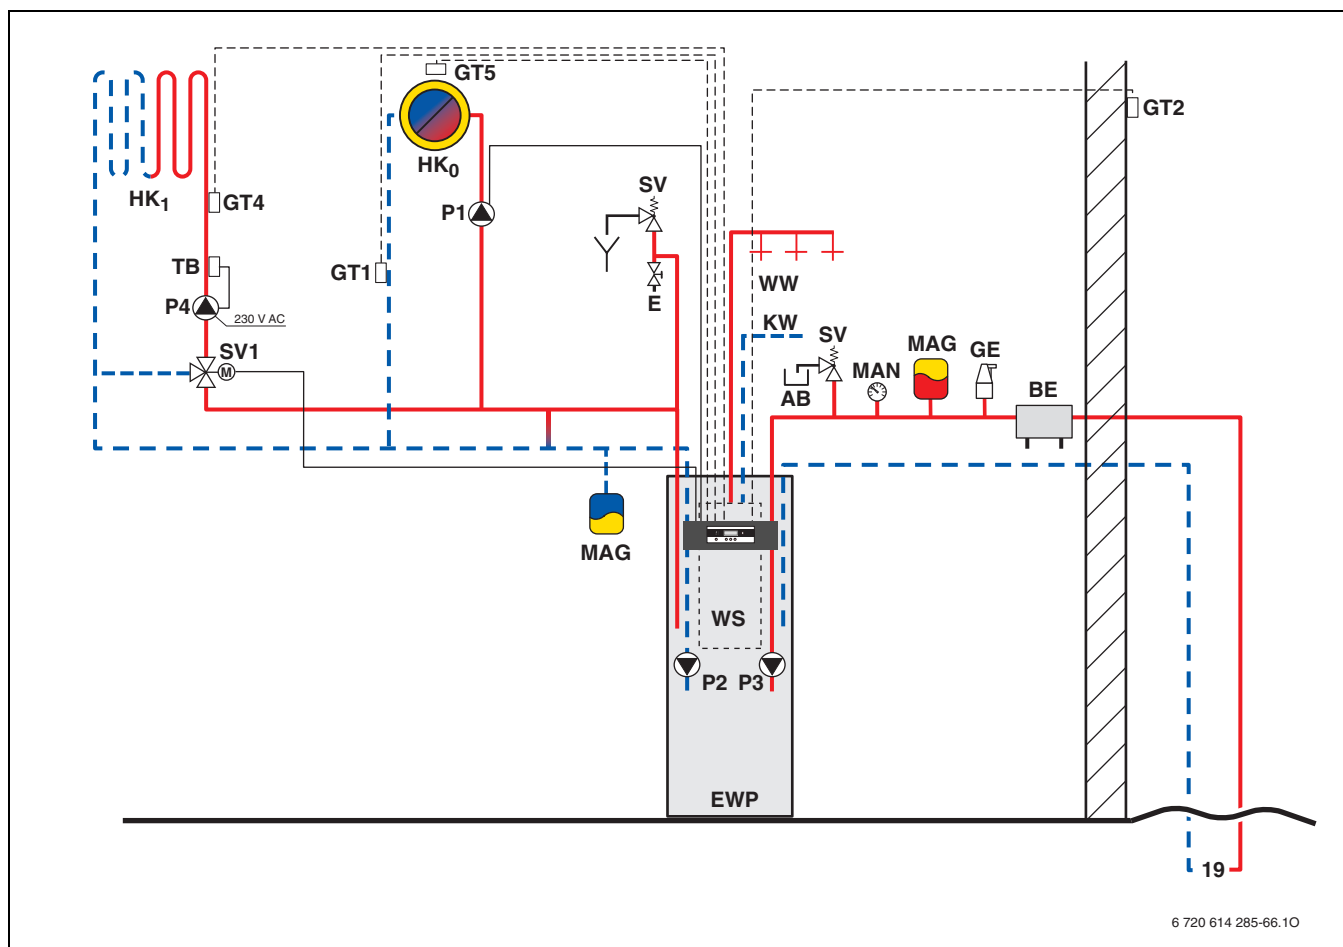 GT5
GT2
HK0
SV
HK1
GT4
P1
TB
GT1
WW
E
P4
230 V AC
KW
SV
MAG
GE
SV1
MAN
M
AB
BE
MAG
WS
P2
P3
EWP
19
6 720 614 285-66.1O